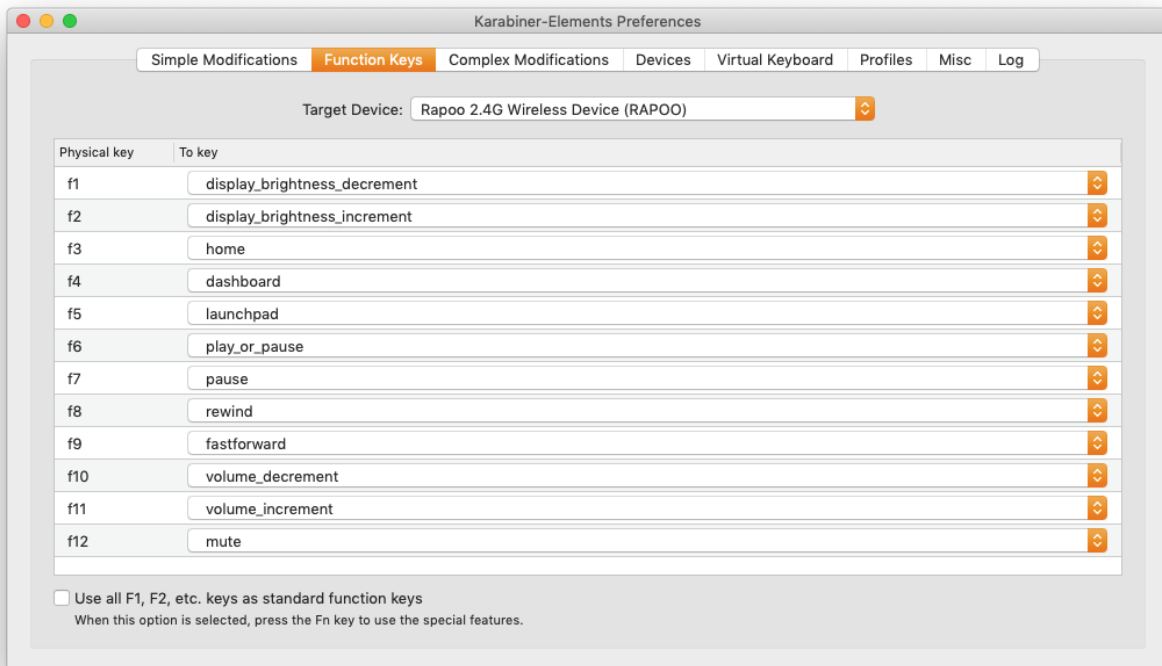 Karabiner-Elements Preferences
Simple Modifications Function Keys Complex Modifications Devices Virtual Keyboard Profiles Misc Log
Target Device: Rapoo 2.4G Wireless Device (RAPOO)
Physical key To key
f1 display_brightness_decrement
f2 display_brightness_increment
f3 home
f4 dashboard
f5 launchpad
f6 play_or_pause
f7 pause
f8 rewind
f9 fastforward
f10 volume_decrement
f11 volume_increment
f12 mute
Use all F1, F2, etc. keys as standard function keys
When this option is selected, press the Fn key to use the special features.